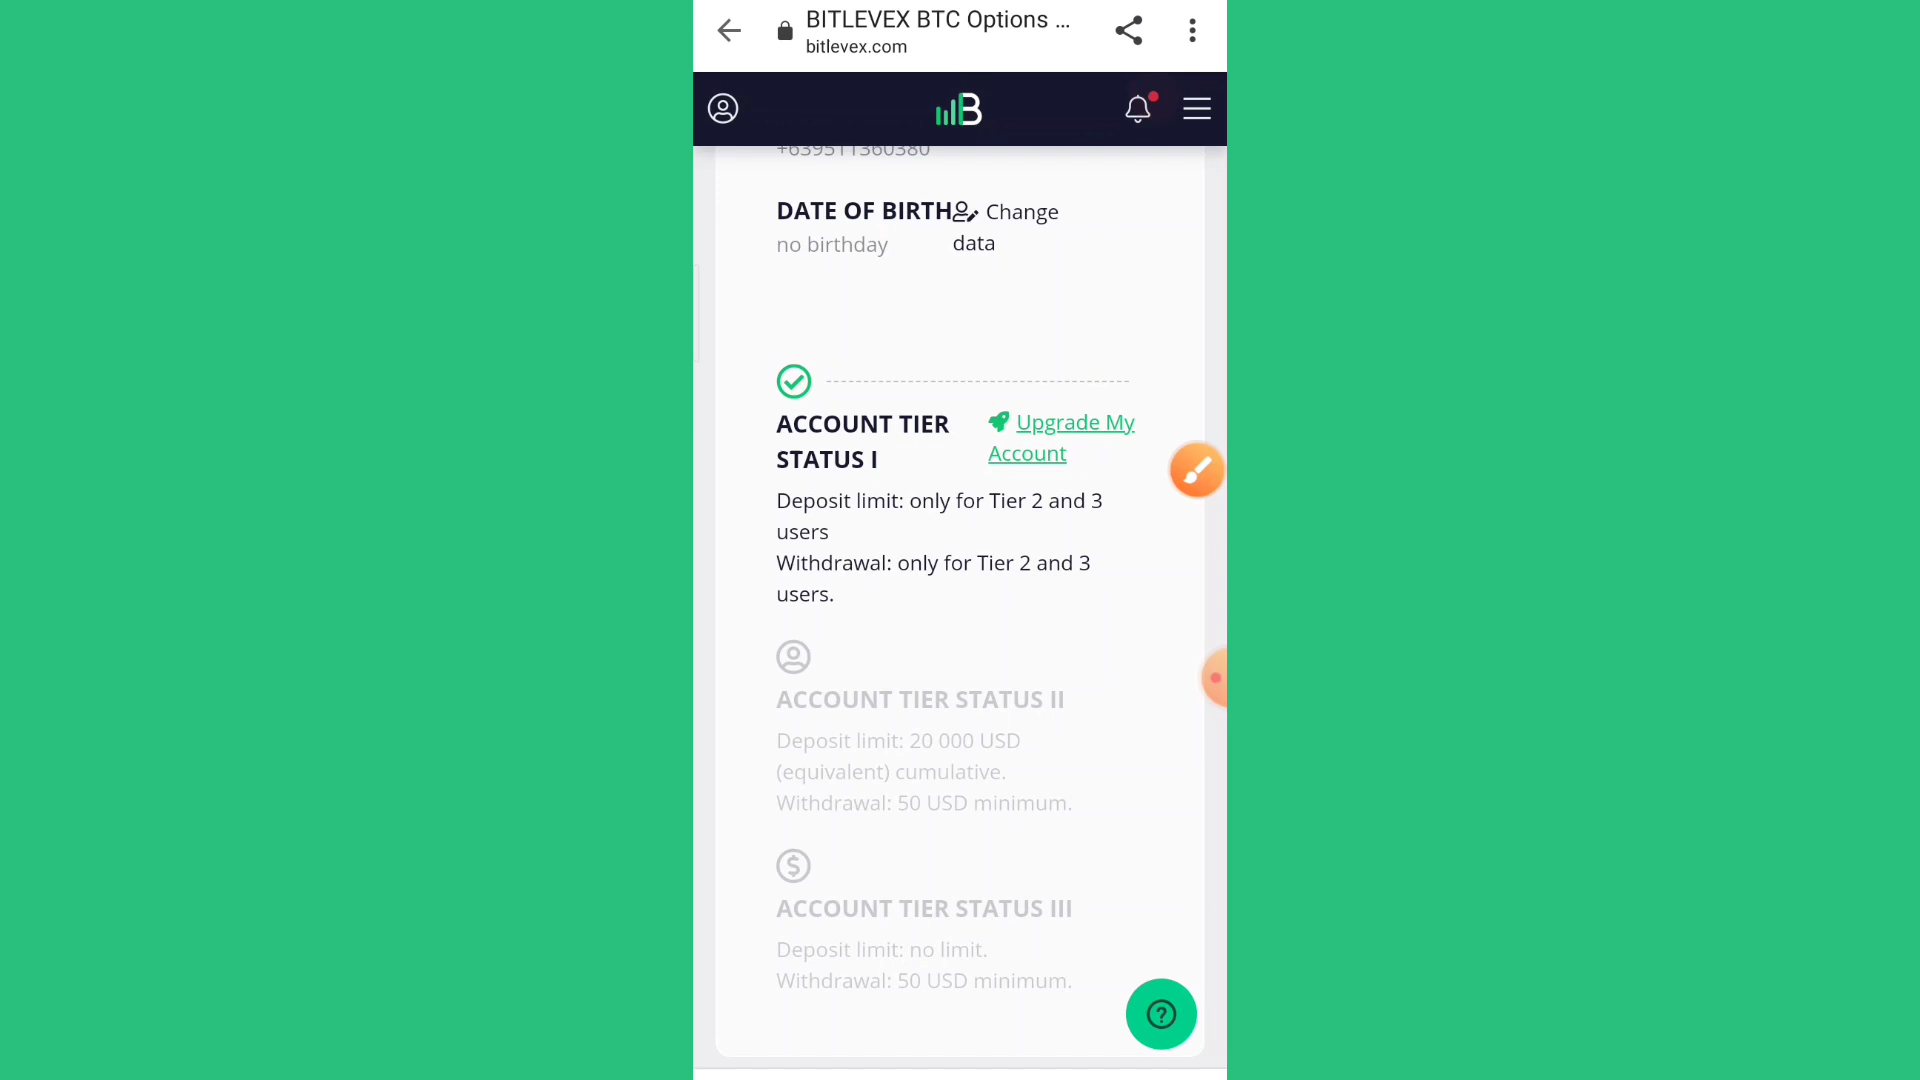 BITLEVEX BTC Options ...
bitlevex.com
B
+639511360380
DATE OF BIRTH Change
no birthday data
ACCOUNT TIER Upgrade My
STATUS I Account
Deposit limit: only for Tier 2 and 3
users
Withdrawal: only for Tier 2 and 3
users.
ACCOUNT TIER STATUS II
Deposit limit: 20 000 USD
(equivalent) cumulative.
Withdrawal: 50 USD minimum.
ACCOUNT TIER STATUS III
Deposit limit: no limit.
Withdrawal: 50 USD minimum.